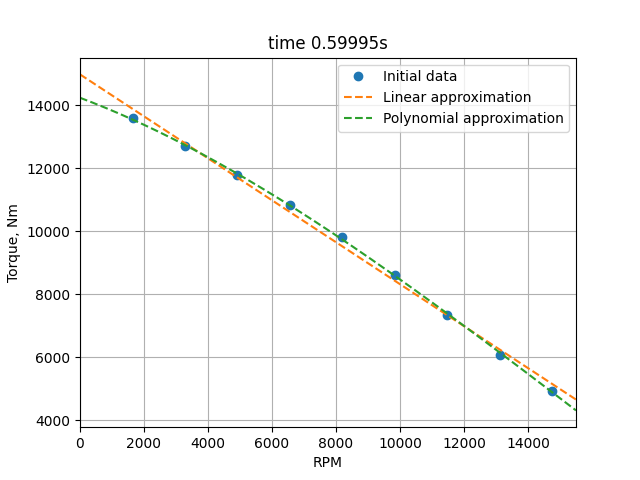 time 0.59995s
Initial data
Linear approximation
Polynomial approximation
Torque, Nm
14000
12000
10000
8000
6000
4000
0 2000 4000 6000 8000 10000 12000 14000
RPM